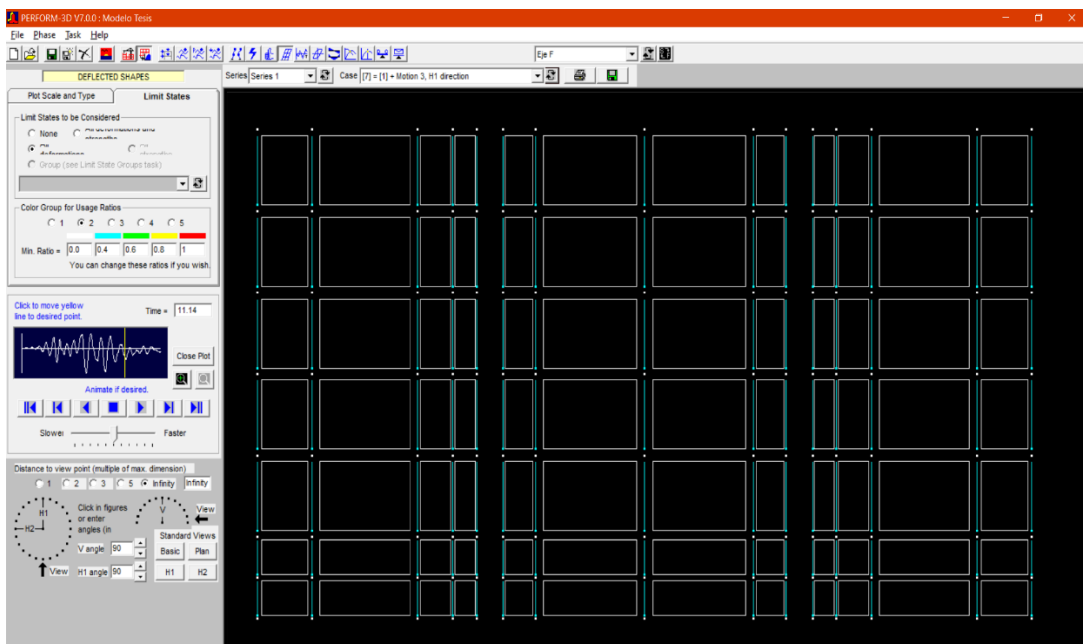 PERFORM-3D V7.0.0 : Modelo Tesis
File Phase Task Help
Eje F
DEFLECTED SHAPES
Series Series 1 Case [7] = [1] + Motion 3, H1 direction
Plot Scale and Type Limit States
Limit States to be Considered
None
Group (see Limit State Groups task)
Color Group for Usage Ratios
1 2 3 4 5
Min. Ratio = 0.0 0.4 0.6 0.8 1
You can change these ratios if you wish.
Click to move yellow
line to desired point.
Time = 11.14
Close Plot
Animate if desired.
Slower Faster
Distance to view point (multiple of max. dimension)
1 2 3 5 Infinity Infinity
H1
H2
Click in figures
or enter
angles (in
V
View
Standard Views
V angle 90
Basic Plan
View
H1 angle 90
H1 H2